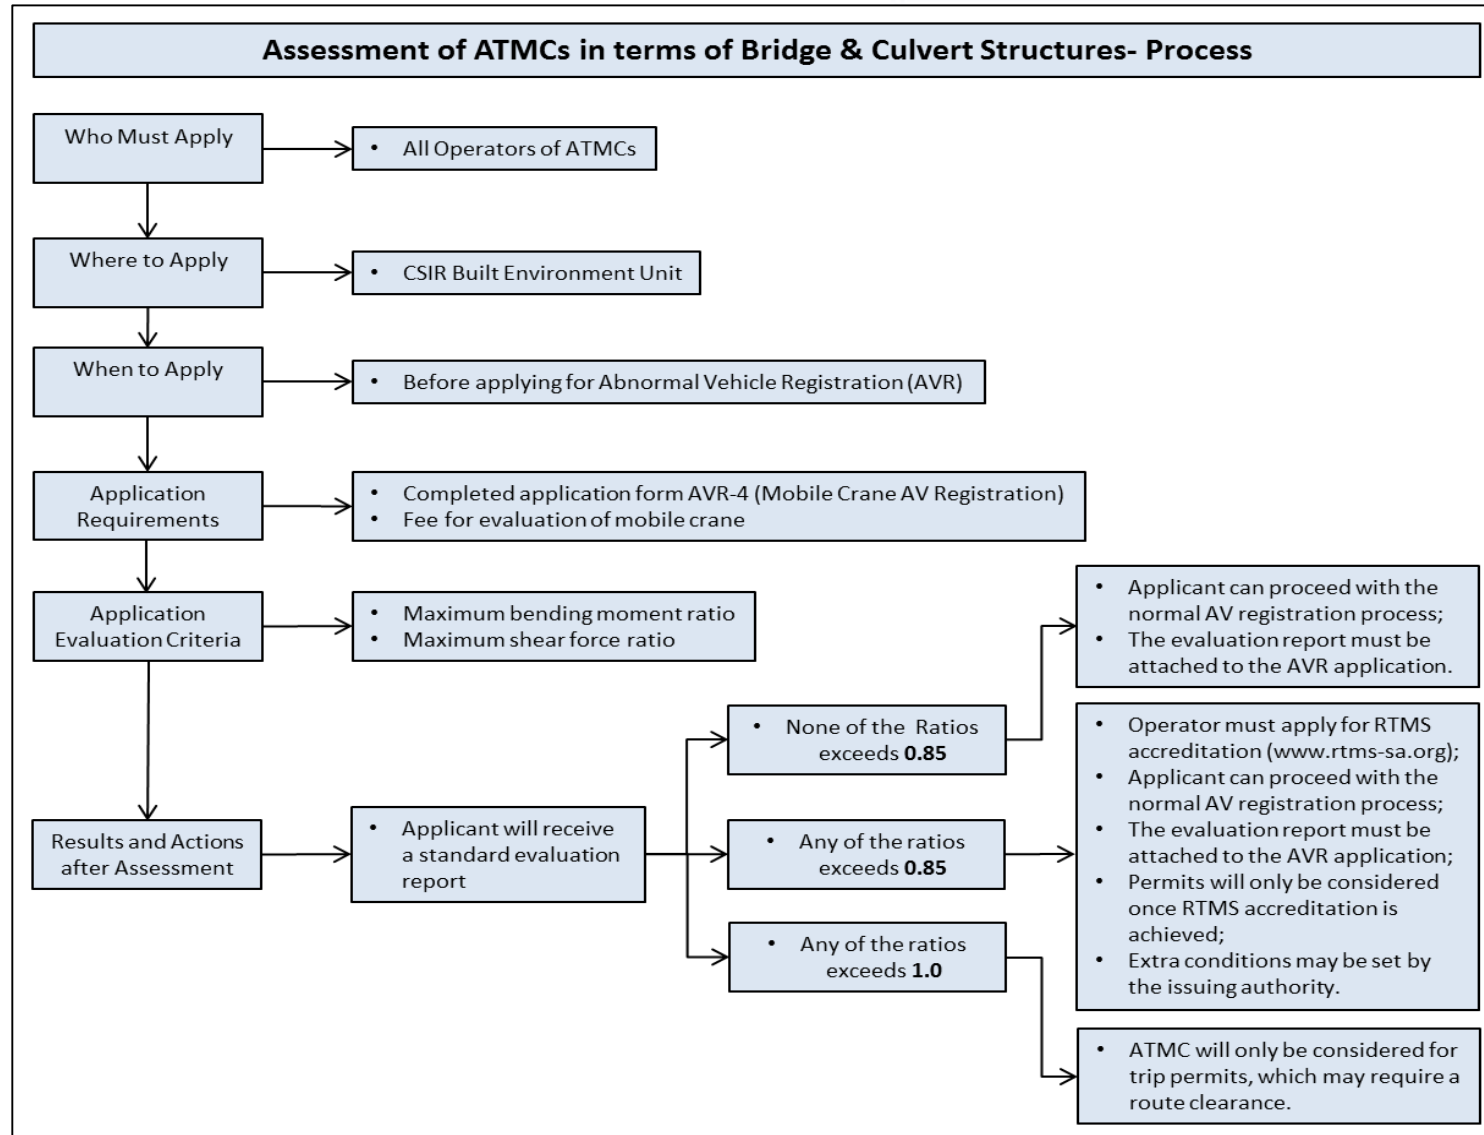 Assessment of ATMCs in terms of Bridge & Culvert Structures- Process
Who Must Apply
• All Operators of ATMCs
Where to Apply
• CSIR Built Environment Unit
When to Apply
• Before applying for Abnormal Vehicle Registration (AVR)
Application
Requirements
• Completed application form AVR-4 (Mobile Crane AV Registration)
• Fee for evaluation of mobile crane
Application
Evaluation Criteria
• Maximum bending moment ratio
• Maximum shear force ratio
Results and Actions
after Assessment
• Applicant will receive
a standard evaluation
report
• None of the Ratios
exceeds 0.85
• Applicant can proceed with the
normal AV registration process;
• The evaluation report must be
attached to the AVR application.
• Any of the ratios
exceeds 0.85
• Operator must apply for RTMS
accreditation (www.rtms-sa.org);
• Applicant can proceed with the
normal AV registration process;
• The evaluation report must be
attached to the AVR application;
• Permits will only be considered
once RTMS accreditation is
achieved;
• Extra conditions may be set by
the issuing authority.
• Any of the ratios
exceeds 1.0
• ATMC will only be considered for
trip permits, which may require a
route clearance.